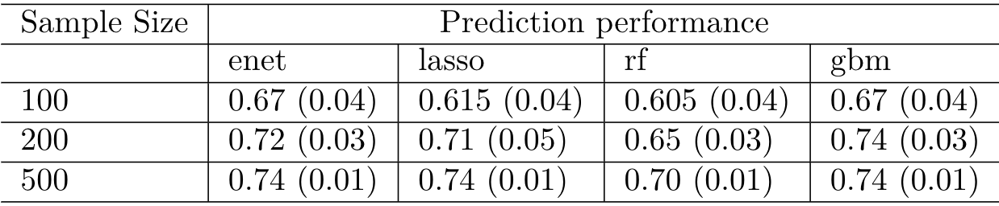 Sample Size Prediction performance
enet lasso rf gbm
100 0.67 (0.04) 0.615 (0.04) 0.605 (0.04) 0.67 (0.04)
200 0.72 (0.03) 0.71 (0.05) 0.65 (0.03) 0.74 (0.03)
500 0.74 (0.01) 0.74 (0.01) 0.70 (0.01) 0.74 (0.01)